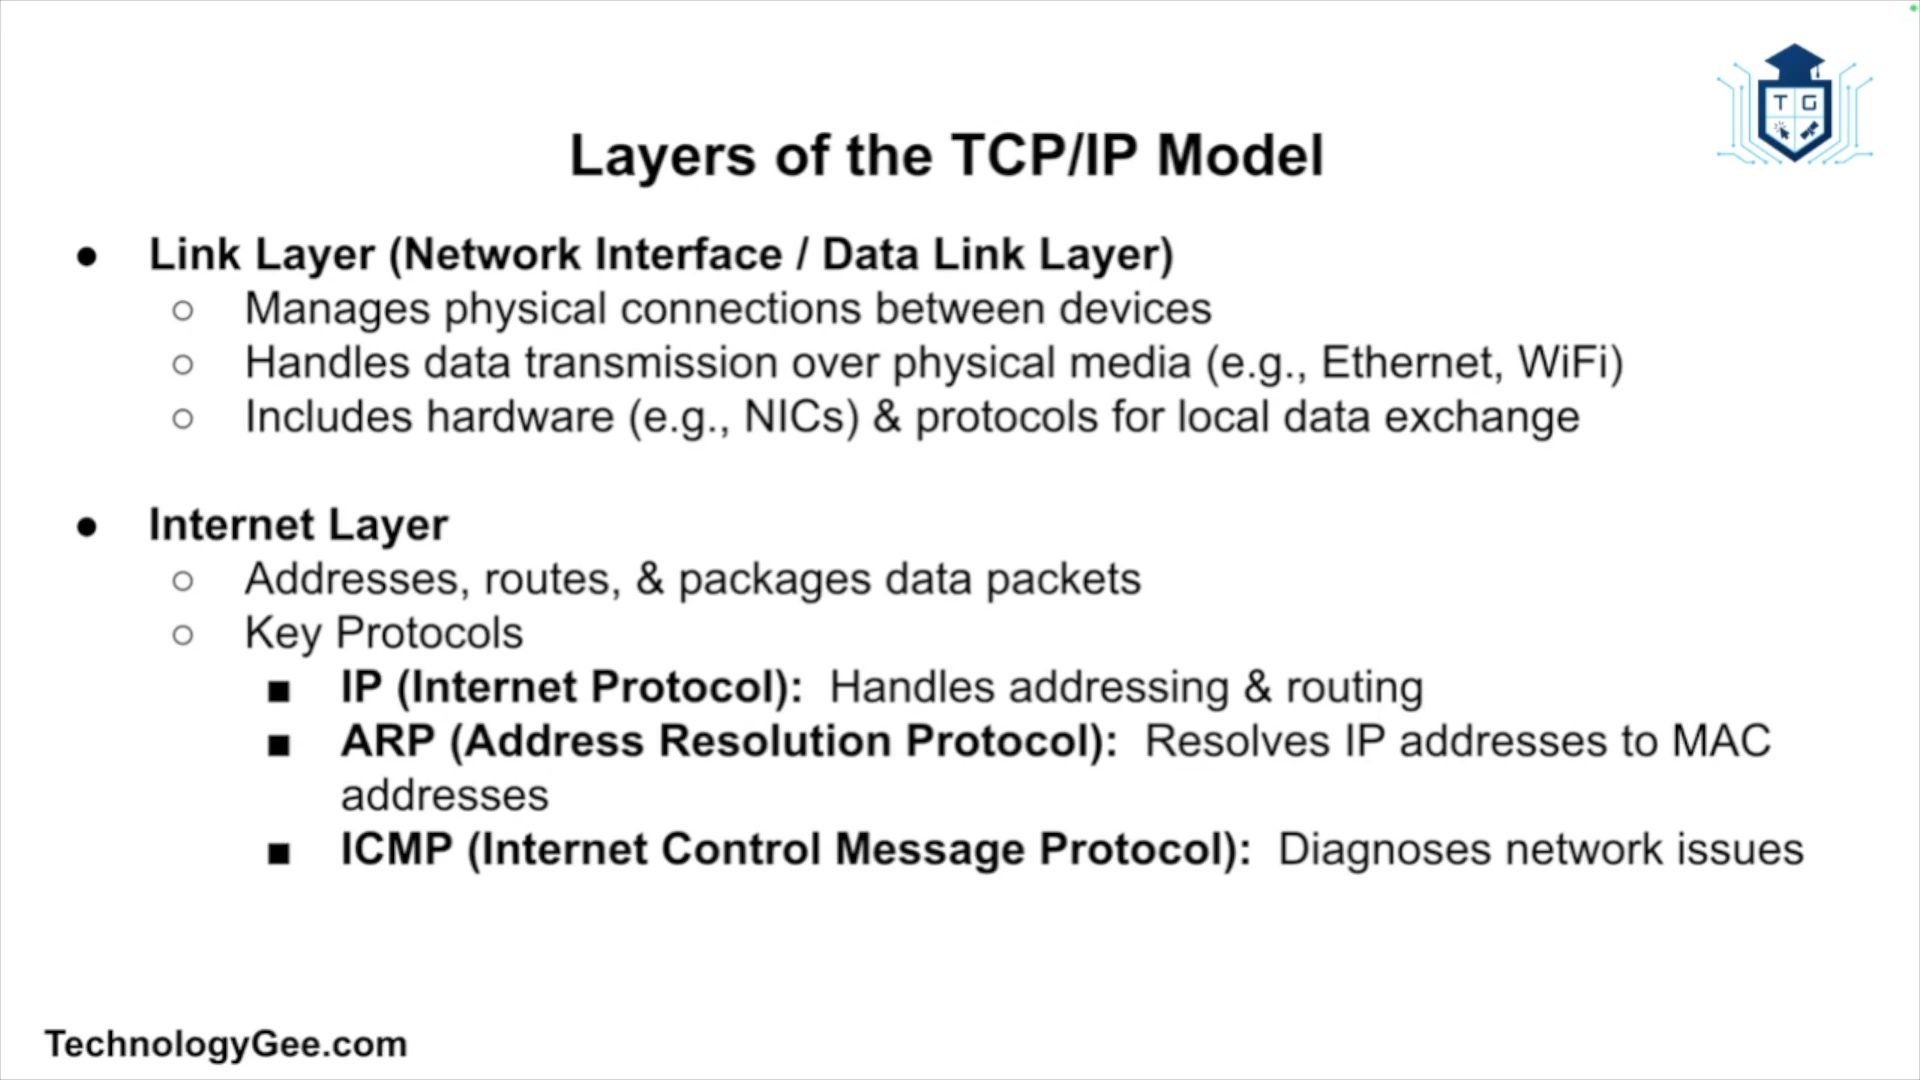 T G
Layers of the TCP/IP Model
● Link Layer (Network Interface / Data Link Layer)
○ Manages physical connections between devices
○ Handles data transmission over physical media (e.g., Ethernet, WiFi)
○ Includes hardware (e.g., NICs) & protocols for local data exchange
● Internet Layer
○ Addresses, routes, & packages data packets
○ Key Protocols
■ IP (Internet Protocol): Handles addressing & routing
■ ARP (Address Resolution Protocol): Resolves IP addresses to MAC
addresses
■ ICMP (Internet Control Message Protocol): Diagnoses network issues
TechnologyGee.com